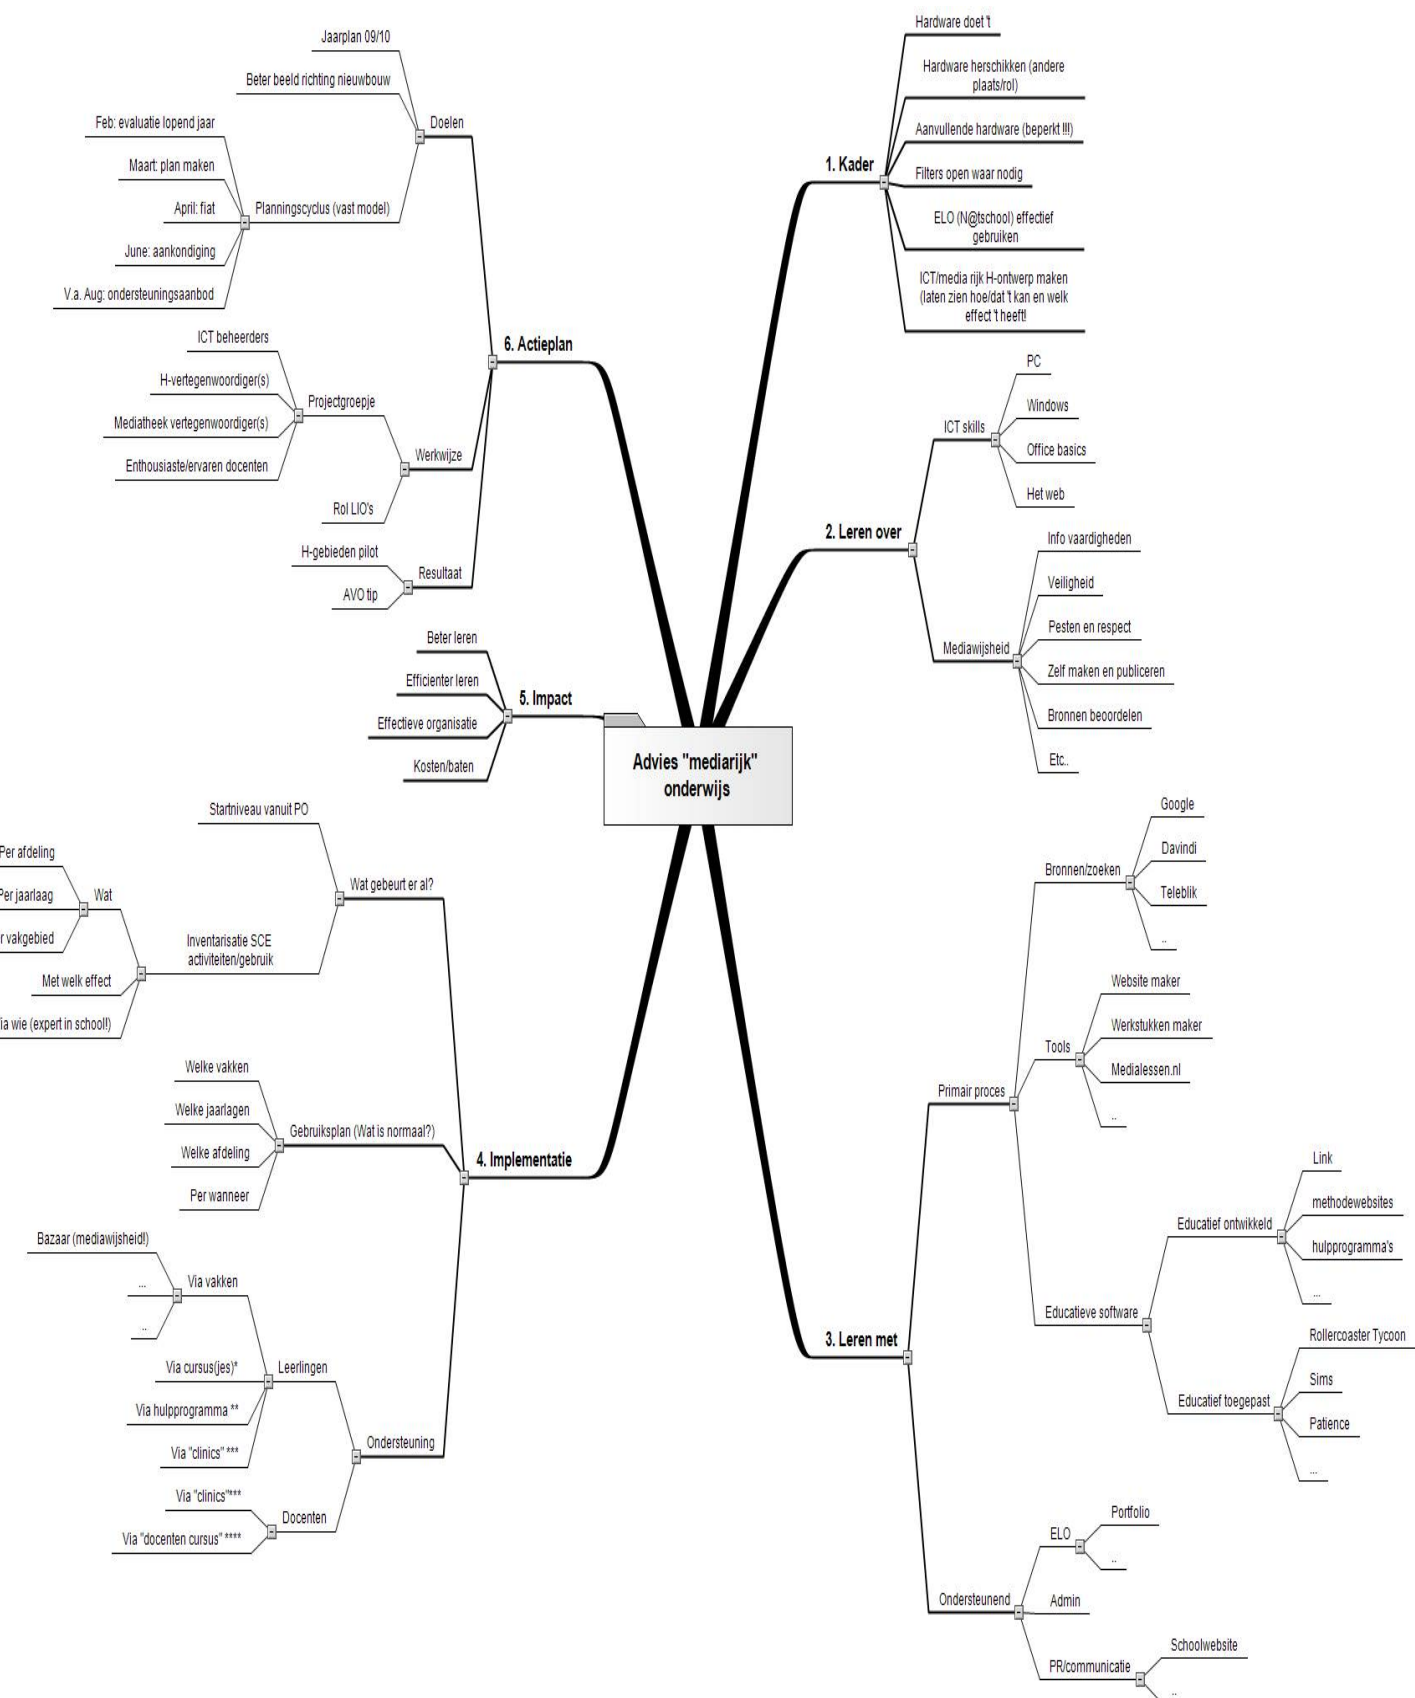 Advies "mediarijk"
onderwijs
1. Kader
Hardware doet 't
Hardware herschikken (andere
plaats/rol)
Aanvullende hardware (beperkt !!!)
Filters open waar nodig
ELO (N@tschool) effectief
gebruiken
ICT/media rijk H-ontwerp maken
(laten zien hoe/dat 't kan en welk
effect 't heeft!
2. Leren over
ICT skills
PC
Windows
Office basics
Het web
Mediawijsheid
Info vaardigheden
Veiligheid
Pesten en respect
Zelf maken en publiceren
Bronnen beoordelen
Etc..
3. Leren met
Primair proces
Bronnen/zoeken
Google
Davindi
Teleblik
..
Tools
Website maker
Werkstukken maker
Medialessen.nl
..
Educatieve software
Educatief ontwikkeld
Link
methodewebsites
hulpprogramma's
...
Educatief toegepast
Rollercoaster Tycoon
Sims
Patience
...
Ondersteunend
ELO
Portfolio
..
Admin
PR/communicatie
Schoolwebsite
..
4. Implementatie
Wat gebeurt er al?
Startniveau vanuit PO
Inventarisatie SCE
activiteiten/gebruik
Wat
Per afdeling
Per jaarlaag
r vakgebied
Met welk effect
ia wie (expert in school!)
Gebruiksplan (Wat is normaal?)
Welke vakken
Welke jaarlagen
Welke afdeling
Per wanneer
Ondersteuning
Leerlingen
Via vakken
Bazaar (mediawijsheid!)
...
..
Via cursus(jes)*
Via hulpprogramma **
Via "clinics" ***
Docenten
Via "clinics"***
Via "docenten cursus" ****
5. Impact
Beter leren
Efficienter leren
Effectieve organisatie
Kosten/baten
6. Actieplan
Doelen
Jaarplan 09/10
Beter beeld richting nieuwbouw
Planningscyclus (vast model)
Feb: evaluatie lopend jaar
Maart: plan maken
April: fiat
June: aankondiging
V.a. Aug: ondersteuningsaanbod
Werkwijze
Projectgroepje
ICT beheerders
H-vertegenwoordiger(s)
Mediatheek vertegenwoordiger(s)
Enthousiaste/ervaren docenten
Rol LIO's
Resultaat
H-gebieden pilot
AVO tip